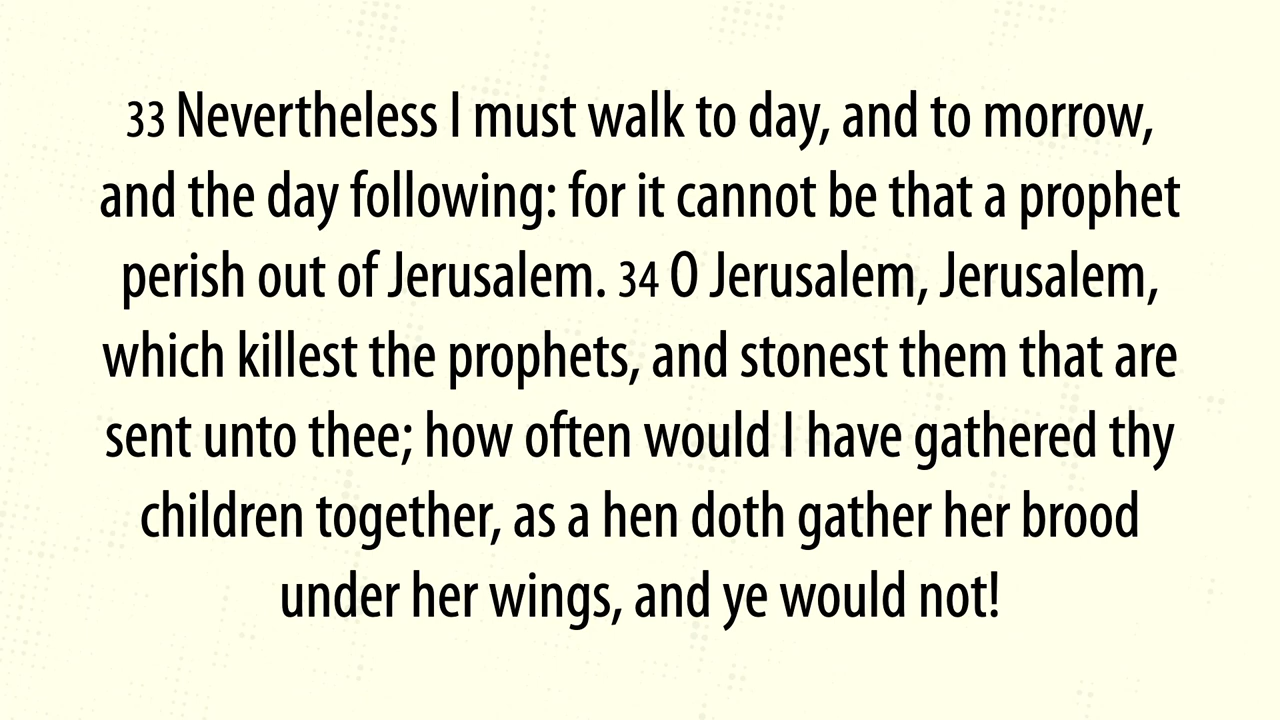 33 Nevertheless I must walk to day, and to morrow,
and the day following: for it cannot be that a prophet
perish out of Jerusalem. 34 O Jerusalem, Jerusalem,
which killest the prophets, and stonest them that are
sent unto thee; how often would I have gathered thy
children together, as a hen doth gather her brood
under her wings, and ye would not!